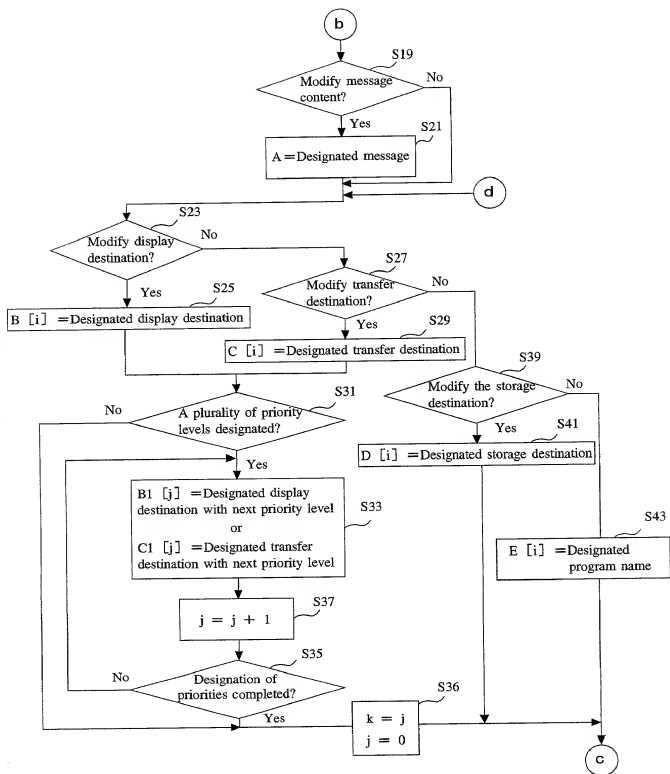 b
S19
Modify message
content?
No
Yes
S21
A=Designated message
d
S23
Modify display
destination?
No
S27
Modify transfer
destination?
No
Yes
S25
B [i] =Designated display destination
Yes
S29
C [i] =Designated transfer destination
S39
Modify the storage
destination?
No
S31
A plurality of priority
levels designated?
No
Yes
S41
D [i] =Designated storage destination
Yes
B1 [j] =Designated display
destination with next priority level
or
C1 [j] =Designated transfer
destination with next priority level
S33
S43
E [i] =Designated
program name
S37
j = j + 1
S35
Designation of
priorities completed?
No
Yes
S36
k = j
j = 0
c